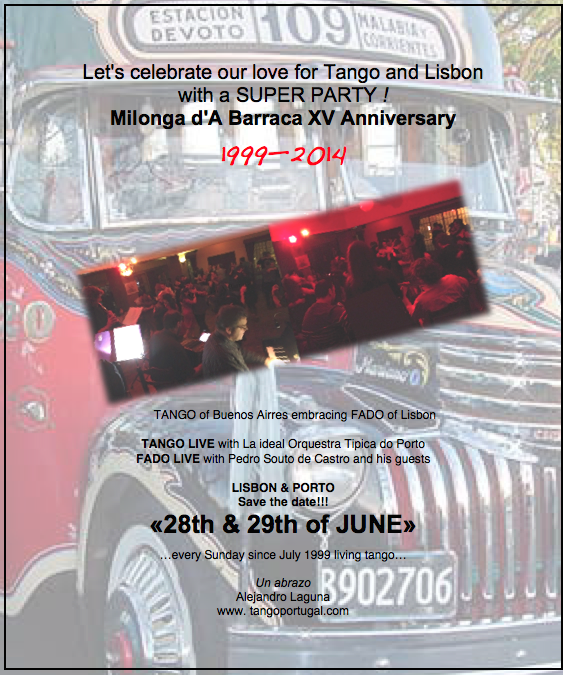 ESTACION
DEVOTO
109
MALABIA Y
CORRIENTES
Let's celebrate our love for Tango and Lisbon
with a SUPER PARTY !
Milonga d'A Barraca XV Anniversary
1999—2014
TANGO of Buenos Airres embracing FADO of Lisbon
TANGO LIVE with La ideal Orquestra Tipica do Porto
FADO LIVE with Pedro Souto de Castro and his guests
LISBON & PORTO
Save the date!!!
«28th & 29th of JUNE»
…every Sunday since July 1999 living tango…
Un abrazo
Alejandro Laguna
www. tangoportugal.com
B902706